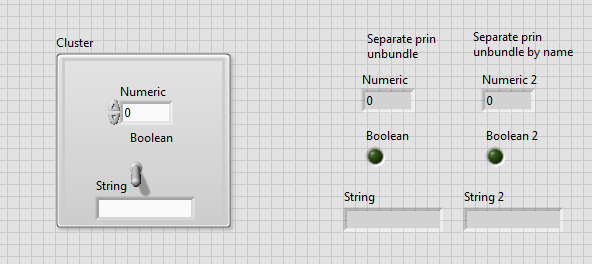 Cluster
Numeric
0
Boolean
String
Separate prin
unbundle
Numeric
0
Boolean
String
Separate prin
unbundle by name
Numeric 2
0
Boolean 2
String 2